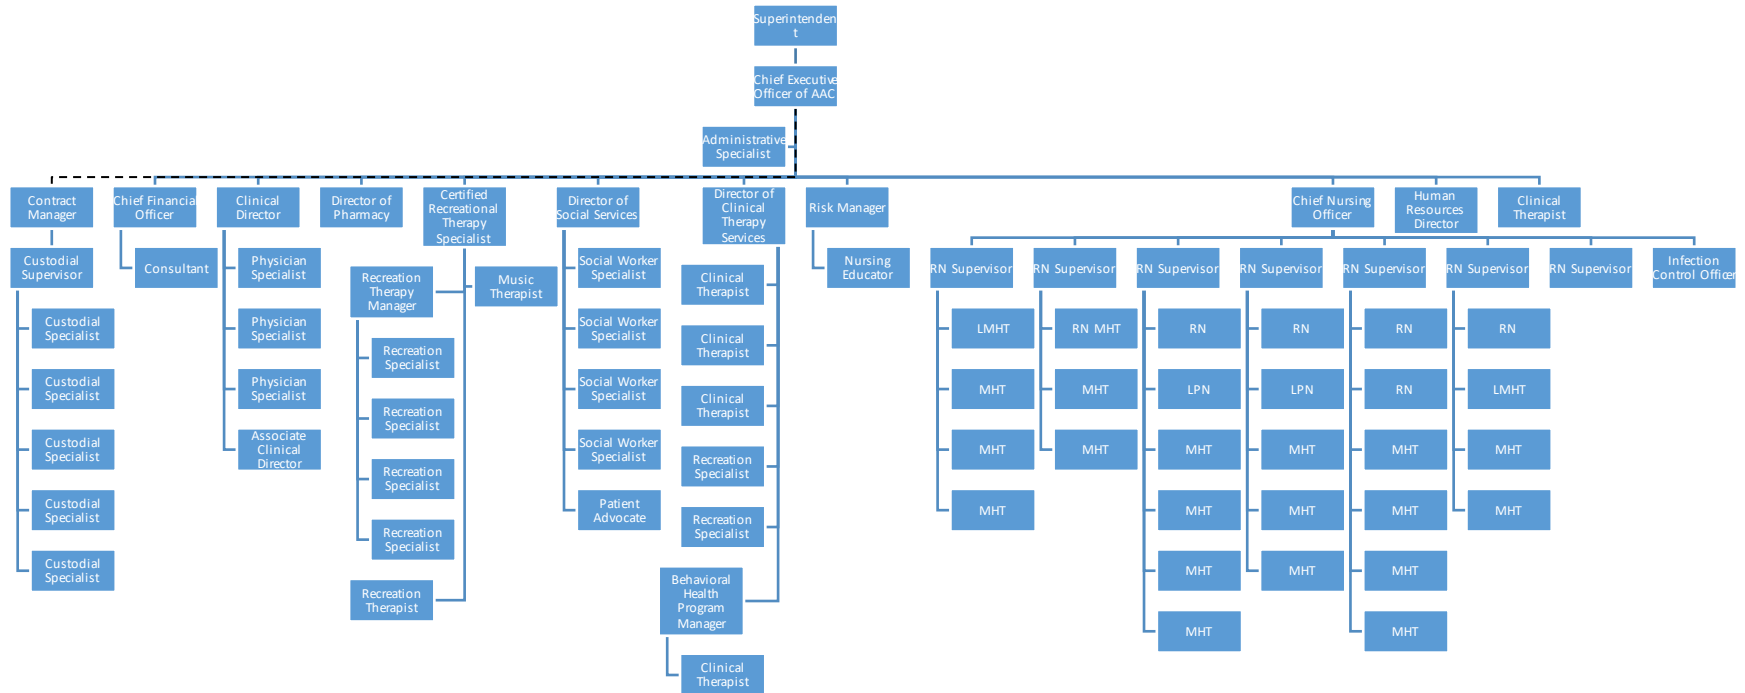 Superintenden
t
Chief Executive
Officer of AAC
Administrative
Specialist
Contract
Manager
Chief Financial
Officer
Clinical
Director
Director of
Pharmacy
Certified
Recreational
Therapy
Specialist
Director of
Social Services
Director of
Clinical
Therapy
Services
Risk Manager
Chief Nursing
Officer
Human
Resources
Director
Clinical
Therapist
Custodial
Supervisor
Custodial
Specialist
Custodial
Specialist
Custodial
Specialist
Custodial
Specialist
Custodial
Specialist
Consultant
Physician
Specialist
Physician
Specialist
Physician
Specialist
Associate
Clinical
Director
Recreation
Therapy
Manager
Music
Therapist
Recreation
Specialist
Recreation
Specialist
Recreation
Specialist
Recreation
Specialist
Recreation
Therapist
Social Worker
Specialist
Social Worker
Specialist
Social Worker
Specialist
Social Worker
Specialist
Patient
Advocate
Clinical
Therapist
Clinical
Therapist
Clinical
Therapist
Recreation
Specialist
Recreation
Specialist
Behavioral
Health
Program
Manager
Clinical
Therapist
Nursing
Educator
RN Supervisor
LMHT
MHT
MHT
MHT
RN Supervisor
RN MHT
MHT
MHT
RN Supervisor
RN
LPN
MHT
MHT
MHT
MHT
RN Supervisor
RN
LPN
MHT
MHT
MHT
RN Supervisor
RN
RN
MHT
MHT
MHT
MHT
RN Supervisor
RN
LMHT
MHT
MHT
RN Supervisor
Infection
Control Officer